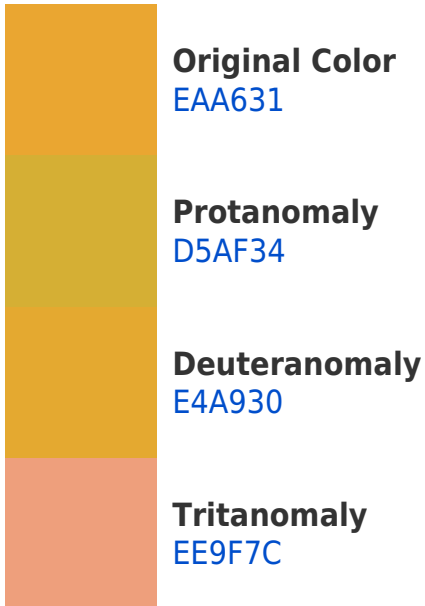 Original Color
EAA631
Protanomaly
D5AF34
Deuteranomaly
E4A930
Tritanomaly
EE9F7C